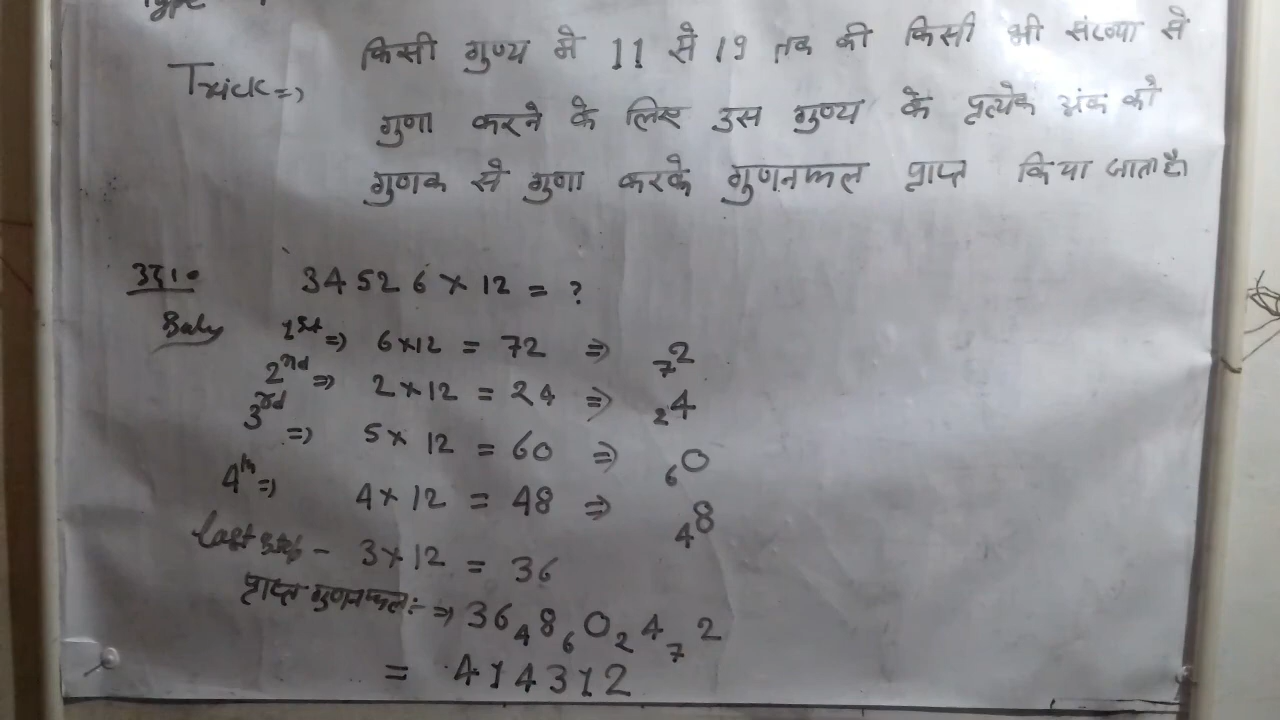 Type
Trick => किसी गुण्य मे 11 से 19 तक की किसी भी संख्या से
गुणा करने के लिए उस गुण्य के प्रत्येक अंक को
गुणक से गुणा करके गुणनफल प्राप्त किया जाता है।
उदा० 34526 × 12 = ?
1st => 6×12 = 72 => 72
2nd => 2×12 = 24 => 24
3rd => 5×12 = 60 => 60
4th => 4×12 = 48 => 48
last step - 3×12 = 36
प्राप्त गुणनफल :- => 36 4 8 6 0 2 4 7 2
= 414312